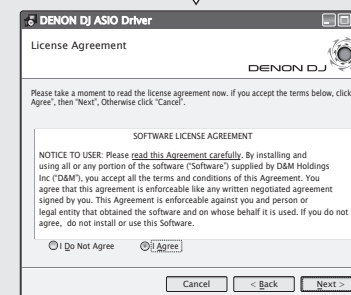 DENON DJ ASIO Driver
License Agreement
DENON DJ
Please take a moment to read the license agreement now. if you accept the terms below, click
Agree", then "Next", Otherwise click "Cancel".
SOFTWARE LICENSE AGREEMENT
NOTICE TO USER: Please read this Agreement carefully. By installing and
using all or any portion of the software ("Software") supplied by D&M Holdings
Inc ("D&M"), you accept all the terms and conditions of this Agreement. You
agree that this agreement is enforceable like any written negotiated agreement
signed by you. This Agreement is enforceable against you and person or
legal entity that obtained the software and on whose behalf it is used. If you do not
agree, do not install or use this Software.
I Do Not Agree I Agree
Cancel < Back Next >